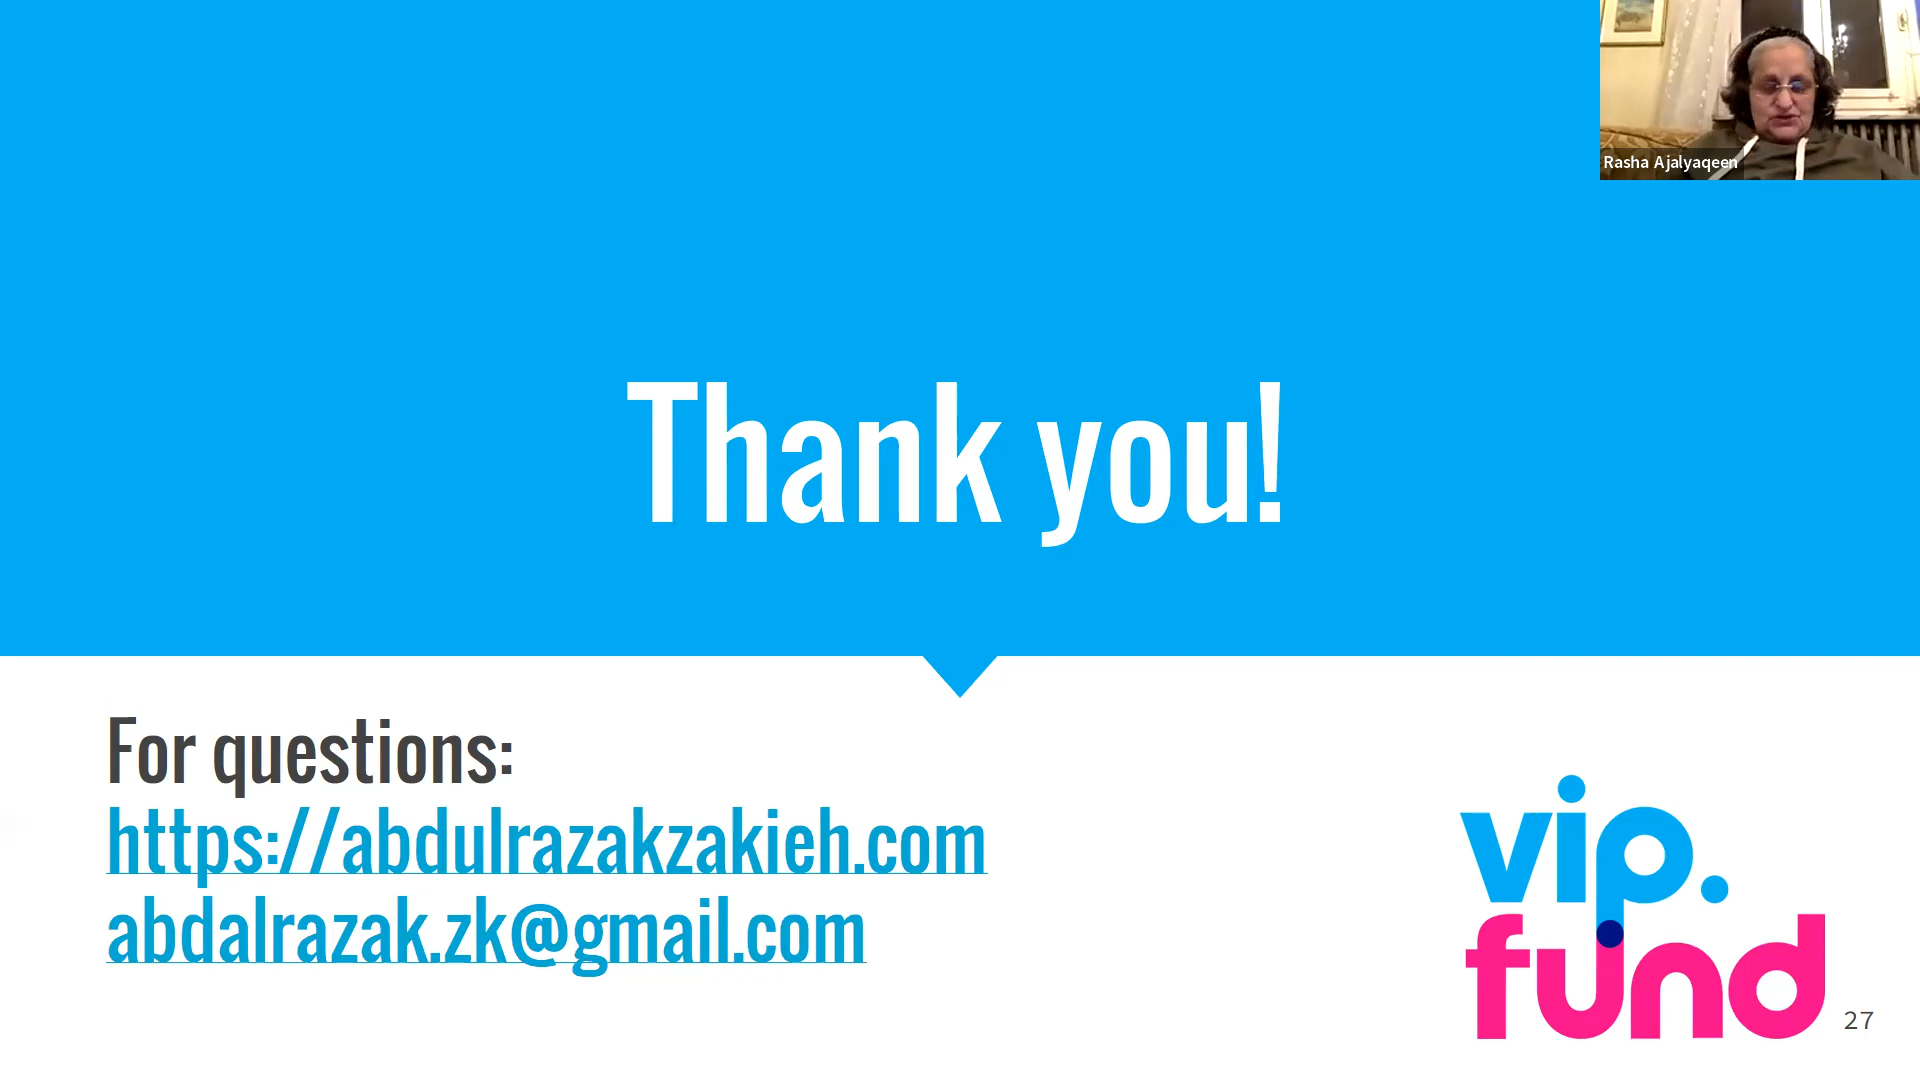 Rasha Ajalyaqeen
Thank you!
For questions:
https://abdulrazakzakieh.com
abdalrazak.zk@gmail.com
vip.
fund
27